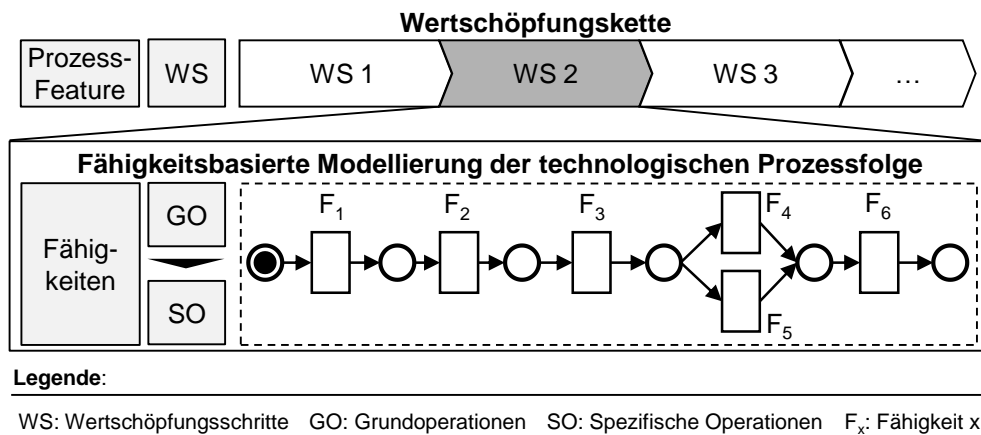 Wertschöpfungskette
Prozess-
Feature
WS
WS 1
WS 2
WS 3
…
Fähigkeitsbasierte Modellierung der technologischen Prozessfolge
Fähig-
keiten
GO
SO
F1
F2
F3
F4
F5
F6
Legende:
WS: Wertschöpfungsschritte GO: Grundoperationen SO: Spezifische Operationen Fx: Fähigkeit x